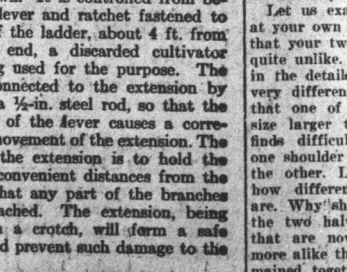 lever and ratchet fastened to
the ladder, about 4 ft. from
end, a discarded cultivator
used for the purpose. The
connected to the extension by
a ½-in. steel rod, so that the
of the lever causes a corre-
movement of the extension. The
the extension is to hold the
convenient distances from the
that any part of the branches
reached. The extension, being
a crotch, will form a safe
prevent such damage to the
Let us exa
at your own
that your tw
quite unlike.
in the detail
very differen
that one of
size larger t
finds difficul
one shoulder
the other. L
how differen
are. Why sh
the two hal
that are no
more alike th
mained toge